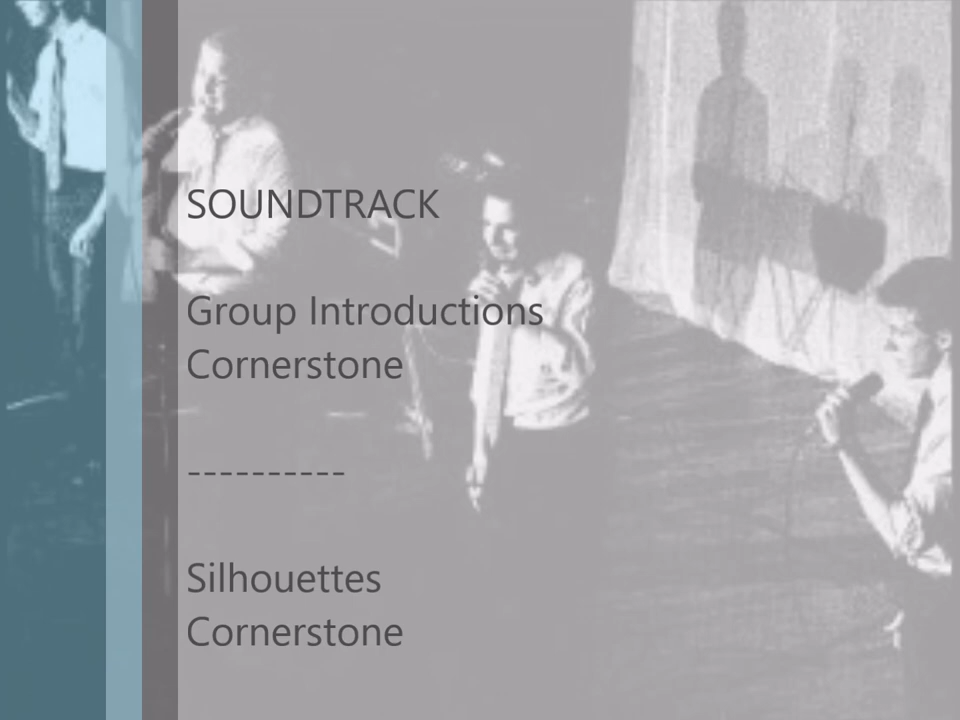 SOUNDTRACK
Group Introductions
Cornerstone
----------
Silhouettes
Cornerstone